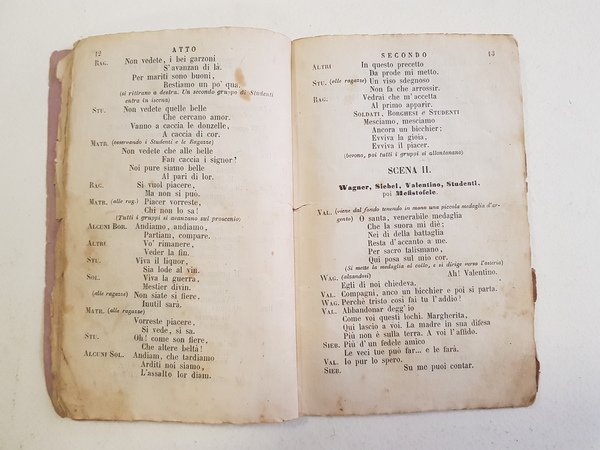 12 ATTO
RAG. Non vedete, i bei garzoni
S'avanzan di là.
Per mariti sono buoni,
Restiamo un po' qua.
(si ritirano a destra. Un secondo gruppo di Studenti
entra in iscena)
STU. Non vedete quelle belle
Che cercano amor.
Vanno a caccia le donzelle,
A caccia di cor.
MATR. (osservando i Studenti e le Ragazze)
Non vedete che alle belle
Fan caccia i signor!
Noi pure siamo belle
Al pari di lor.
RAG. Si vuol piacere,
Ma non si può.
MATR. (alle rag.) Piacer vorreste,
Chi non lo sa!
(Tutti i gruppi si avanzano sul proscenio)
ALCUNI BOR. Andiamo, andiamo,
Partiam, compare.
ALTRI Vo' rimanere,
Veder la fin.
STU. Viva il liquor,
Sia lode al vin.
SOL. Viva la guerra,
Mestier divin.
(alle ragazze) Non siate sì fiere,
Inutil sarà.
MATR. (alle ragazze)
Vorreste piacere,
Si vede, si sa.
STU. Oh! come son fiere,
Che altere beltà!
ALCUNI SOL. Andiam, che tardiamo
Arditi noi siamo,
L'assalto lor diam.
SECONDO 13
ALTRI In questo precetto
Da prode mi metto.
STU. (alle ragazze) Un viso sdegnoso
Non fa che arrossir.
RAG. Vedrai che m'accetta
Al primo apparir.
SOLDATI, BORGHESI e STUDENTI
Mesciamo, mesciamo
Ancora un bicchier;
Evviva la gioia,
Evviva il piacer.
(bevono, poi tutti i gruppi si allontanano)
SCENA II.
Wagner, Siebel, Valentino, Studenti,
poi Mefistofele.
VAL. (viene dal fondo tenendo in mano una piccola medaglia d'ar-
gento) O santa, venerabile medaglia
Che la suora mi diè;
Nei dì della battaglia
Resta d'accanto a me.
Per sacro talismano,
Qui posa sul mio cor.
(Si mette la medaglia al collo, e si dirige verso l'osteria)
WAG. (alzandosi) Ah! Valentino.
Egli di noi chiedeva.
VAL. Compagni, anco un bicchier e poi si parta.
WAG. Perchè tristo così fai tu l'addio!
VAL. Abbandonar degg'io
Come voi questi lochi. Margherita,
Qui lascio a voi. La madre in sua difesa
Più non è sulla terra. A voi l'affido.
SIEB. Più d'un fedele amico
Le veci tue può far... e le farà.
VAL. Io pur lo spero.
SIEB. Su me puoi contar.